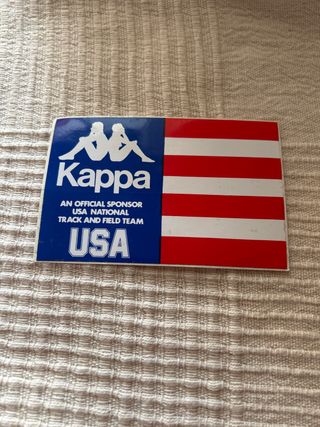 Kappa
AN OFFICIAL SPONSOR
USA NATIONAL
TRACK AND FIELD TEAM
USA